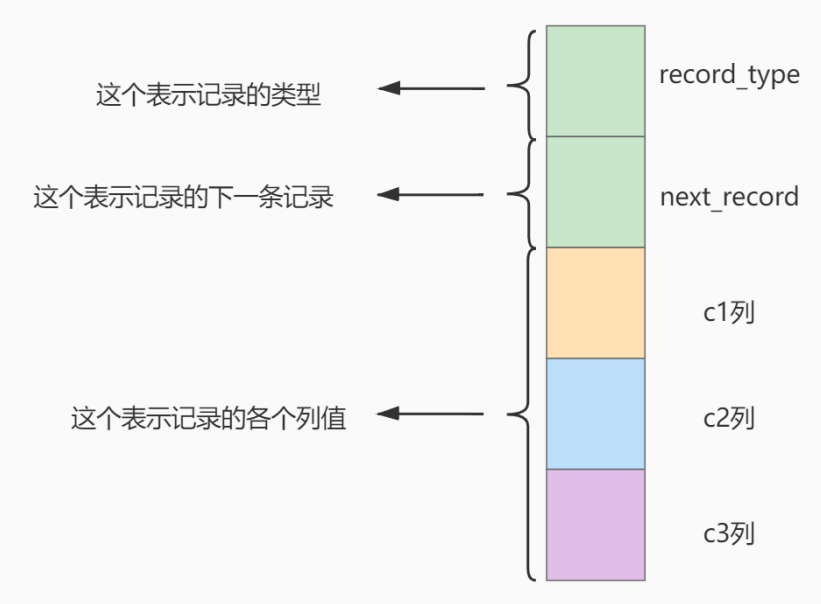 这个表示记录的类型
record_type
这个表示记录的下一条记录
next_record
c1列
这个表示记录的各个列值
c2列
c3列